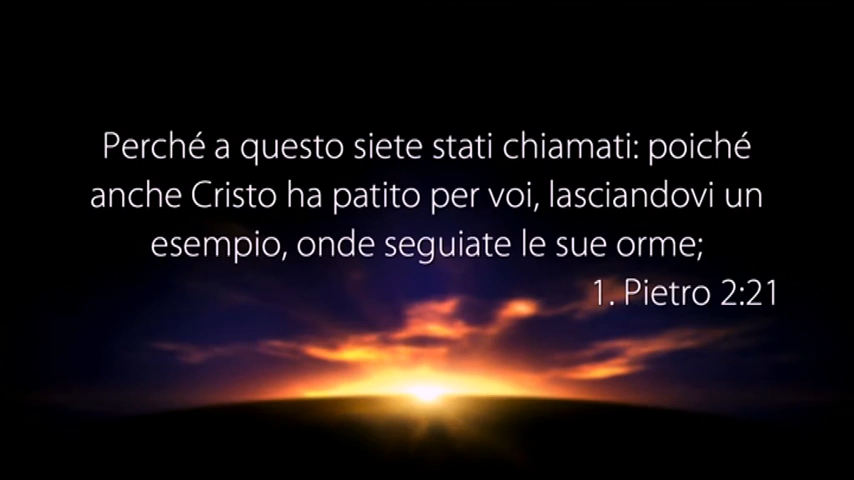 Perché a questo siete stati chiamati: poiché
anche Cristo ha patito per voi, lasciandovi un
esempio, onde seguiate le sue orme;
1. Pietro 2:21